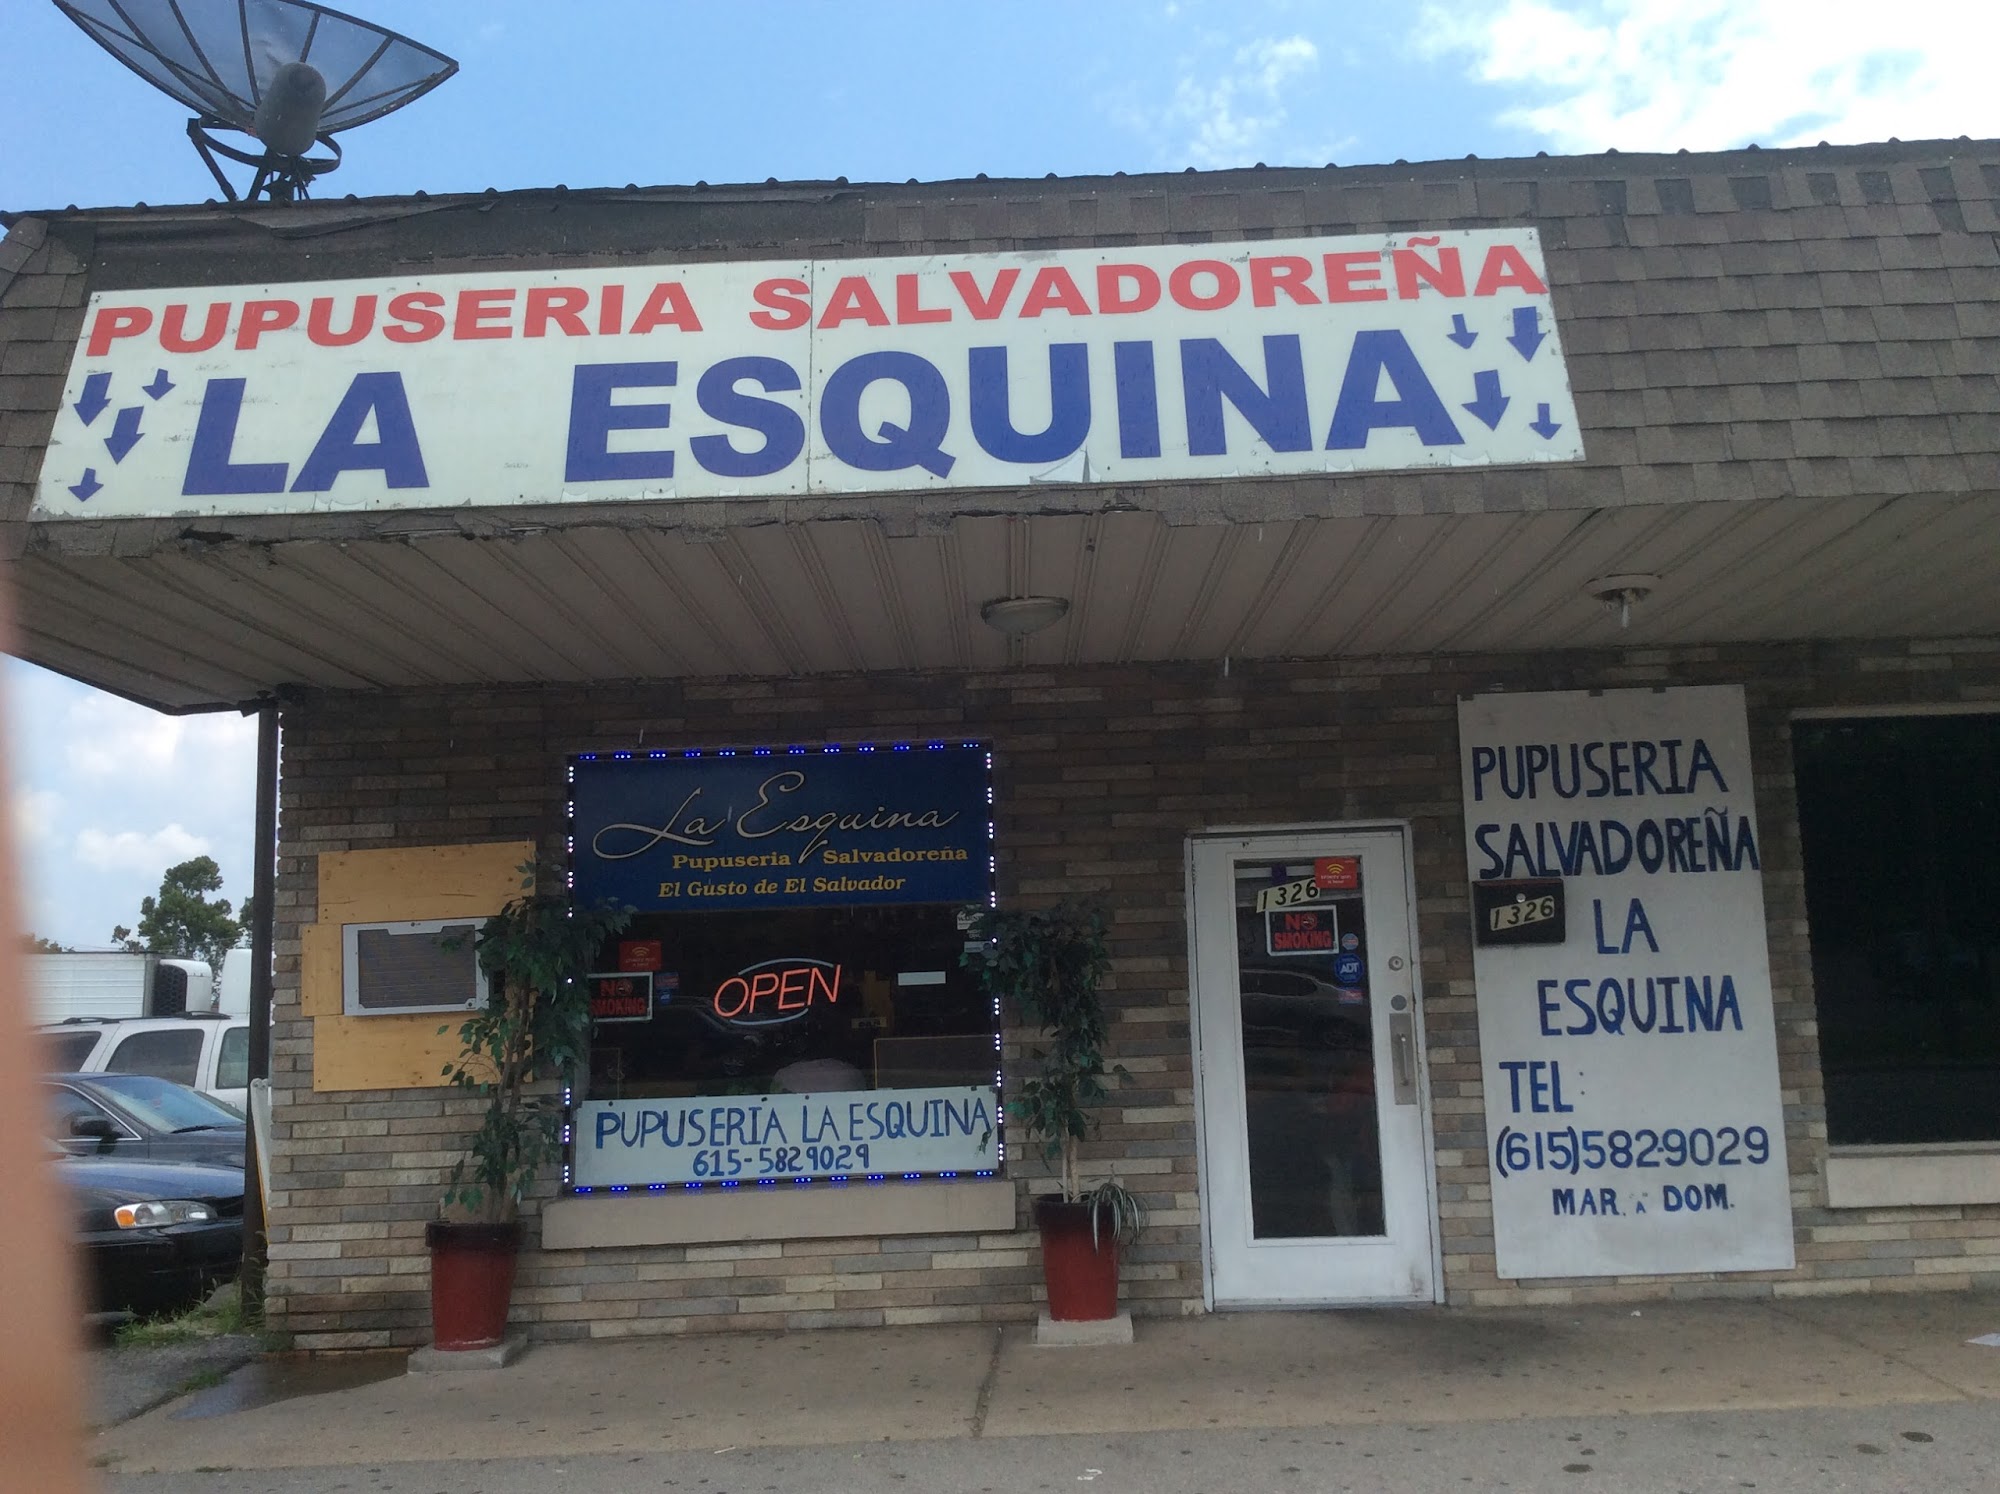 PUPUSERIA SALVADOREÑA
LA ESQUINA
La Esquina
Pupuseria Salvadoreña
El Gusto de El Salvador
NO
SMOKING
OPEN
PUPUSERIA LA ESQUINA
615-5829029
1326
NO
SMOKING
ADT
PUPUSERIA
SALVADOREÑA
1326
LA
ESQUINA
TEL:
(615)582-9029
MAR. A DOM.